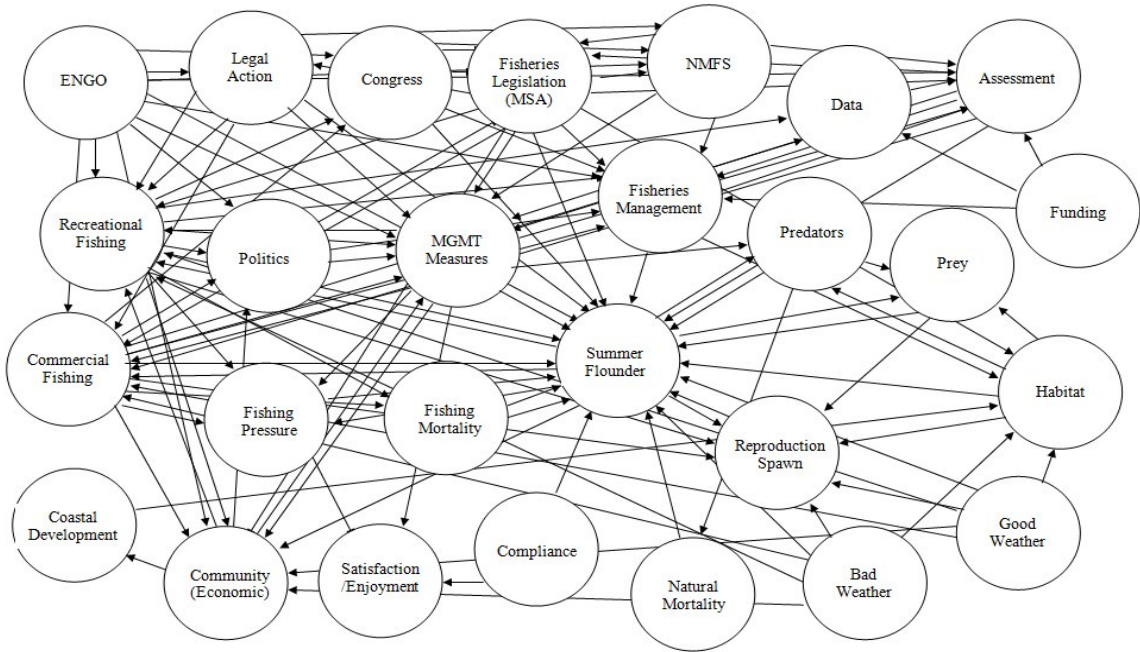 ENGO
Legal
Action
Congress
Fisheries
Legislation
(MSA)
NMFS
Data
Assessment
Recreational
Fishing
Politics
MGMT
Measures
Fisheries
Management
Predators
Prey
Funding
Commercial
Fishing
Fishing
Pressure
Fishing
Mortality
Summer
Flounder
Reproduction
Spawn
Habitat
Coastal
Development
Community
(Economic)
Satisfaction
/Enjoyment
Compliance
Natural
Mortality
Bad
Weather
Good
Weather